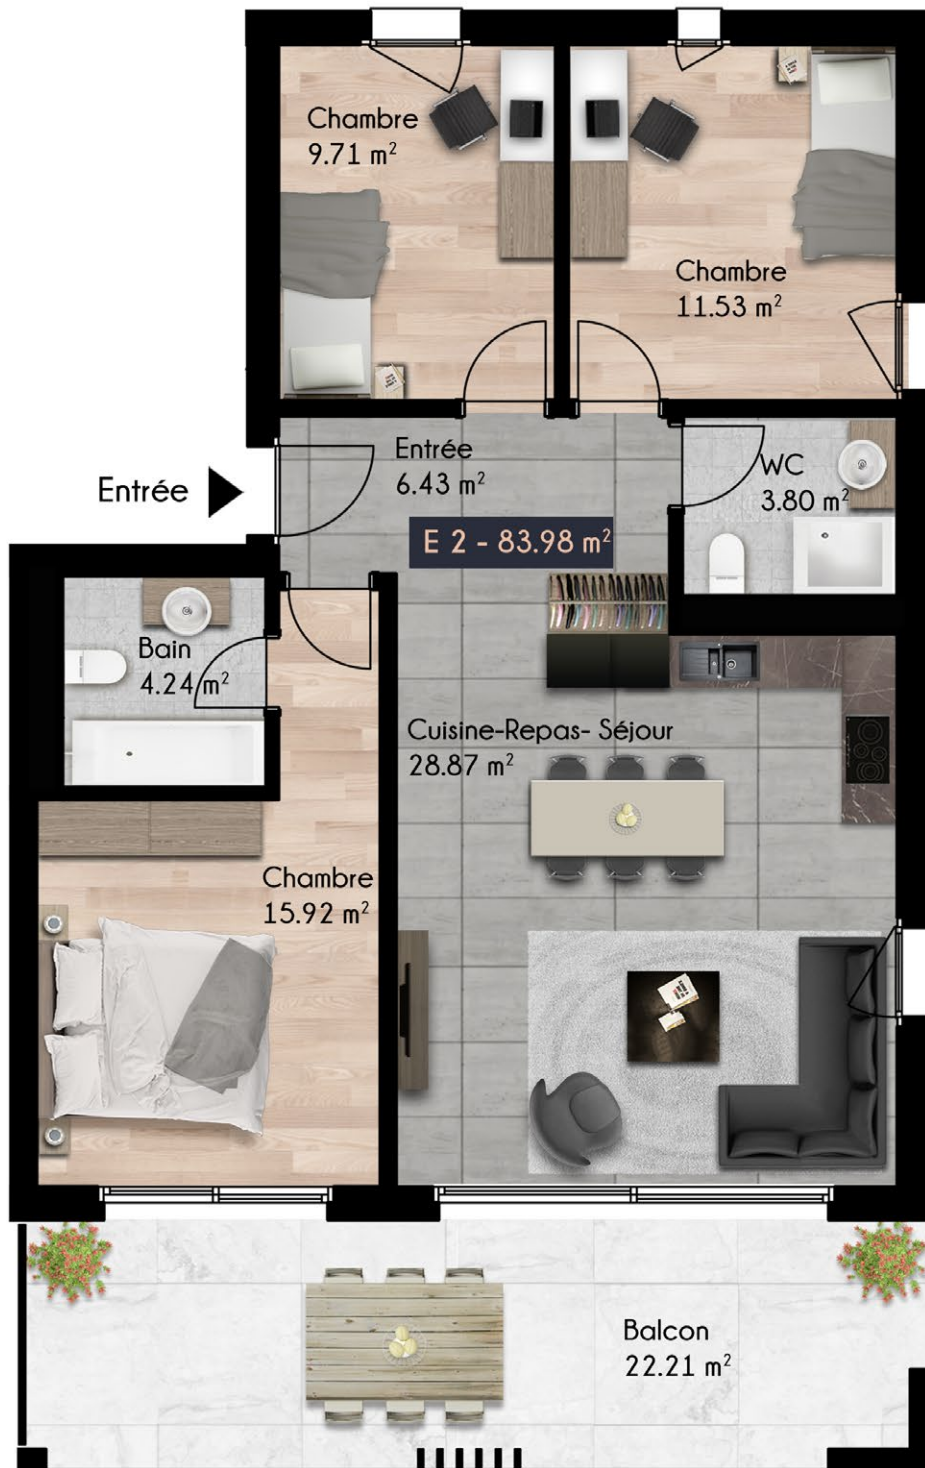 Chambre
9.71 m²
Chambre
11.53 m²
Entrée
6.43 m²
WC
3.80 m²
Entrée
E 2 - 83.98 m²
Bain
4.24 m²
Cuisine-Repas- Séjour
28.87 m²
Chambre
15.92 m²
Balcon
22.21 m²